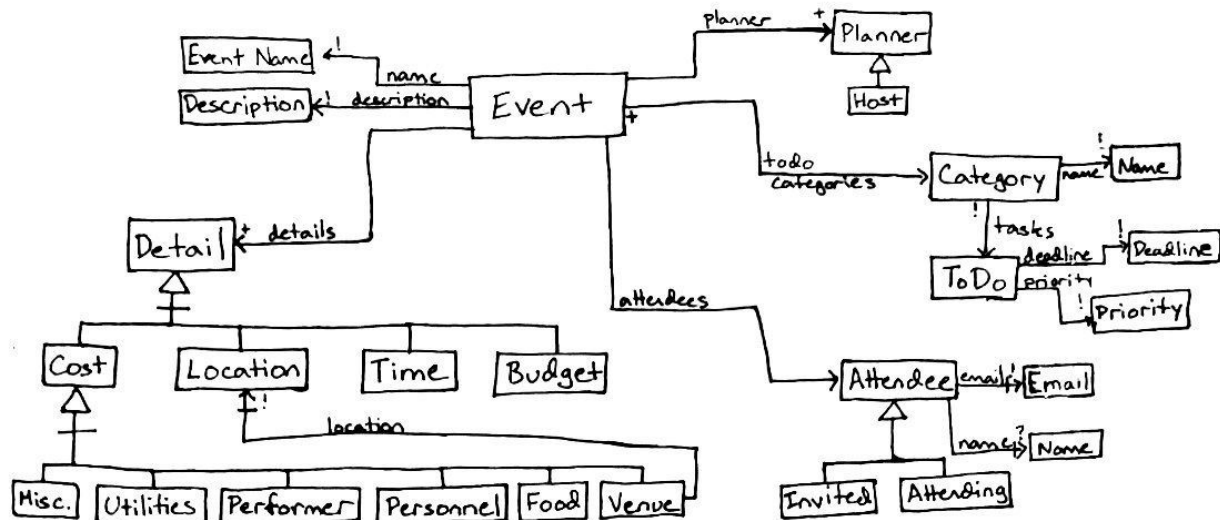 planner
+
Planner
Event Name
!
name
Description
!
description
Event
+
Host
todo
categories
Category
name
!
Name
!
tasks
ToDo
deadline
!
Deadline
priority
!
Priority
Detail
+
details
attendees
Cost
Location
Time
Budget
!
location
Attendee
email
!
Email
name
?
Name
Invited
Attending
Misc.
Utilities
Performer
Personnel
Food
Venue